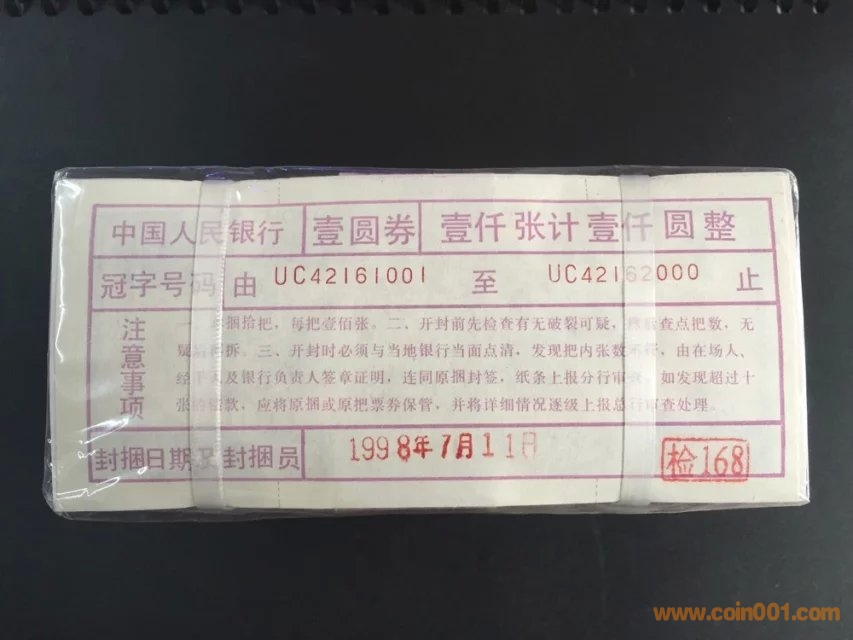 中国人民银行 壹圆券 壹仟张计壹仟圆整
冠字号码由 UC42161001 至 UC42162000 止
注意事项
捆拾把，每把壹佰张。二、开封前先检查有无破裂可疑，查点把数，无
疑后拆。三、开封时必须与当地银行当面点清，发现把内张数不符，由在场人、
经手人及银行负责人签章证明，连同原捆封签，纸条上报分行审查。如发现超过十
张的错款，应将原捆或原把票券保管，并将详细情况逐级上报总行审查处理。
封捆日期及封捆员 1998年7月11日 检168
www.coin001.com